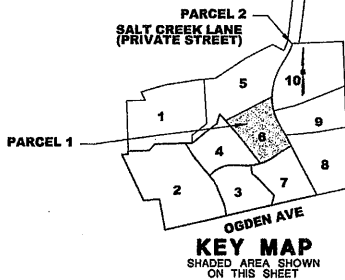 PARCEL 2
SALT CREEK LANE
(PRIVATE STREET)
10
5
1
9
PARCEL 1
6
4
8
2
3
7
OGDEN AVE
KEY MAP
SHADED AREA SHOWN
ON THIS SHEET